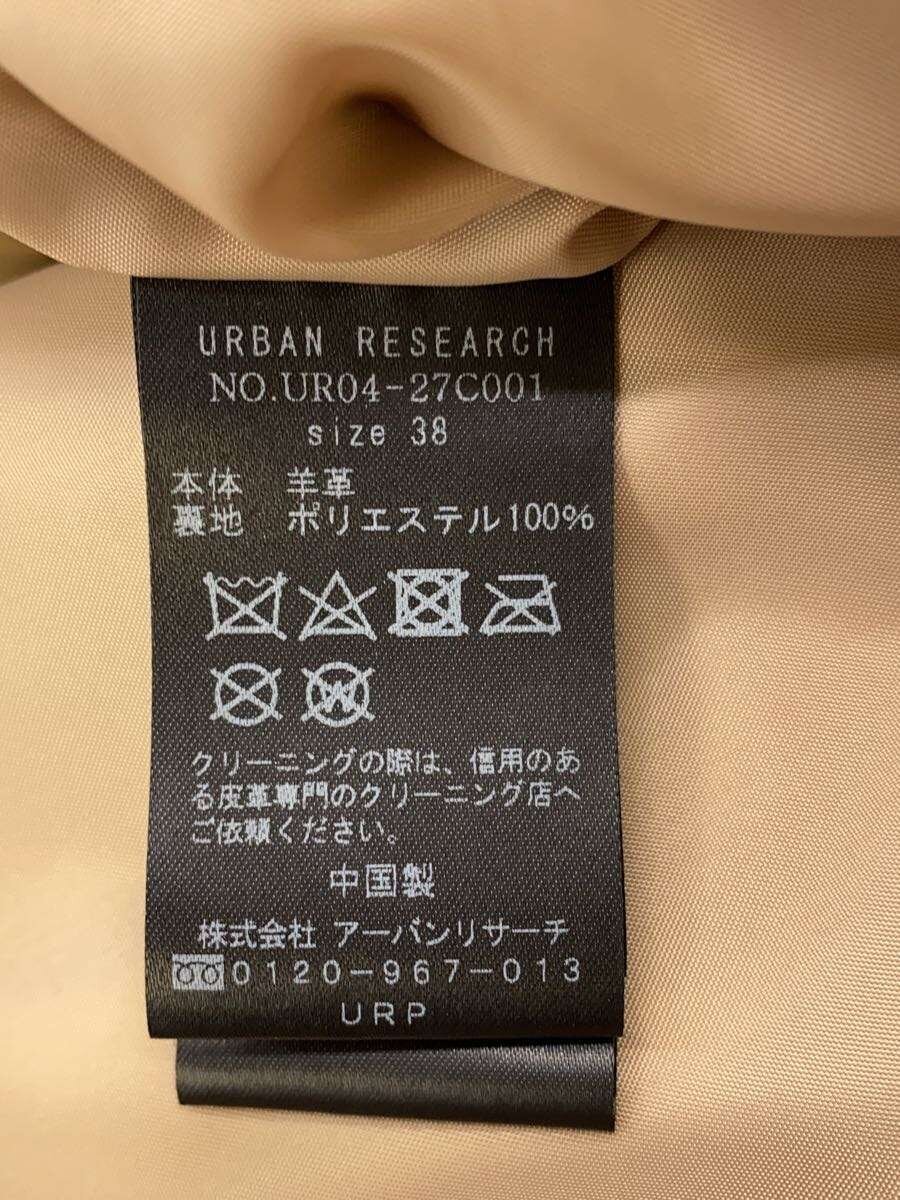 URBAN RESEARCH
NO.UR04-27C001
size 38
本体 羊革
裏地 ポリエステル100%
W
クリーニングの際は、信用のあ
る皮革専門のクリーニング店へ
ご依頼ください。
中国製
株式会社 アーバンリサーチ
0120-967-013
URP